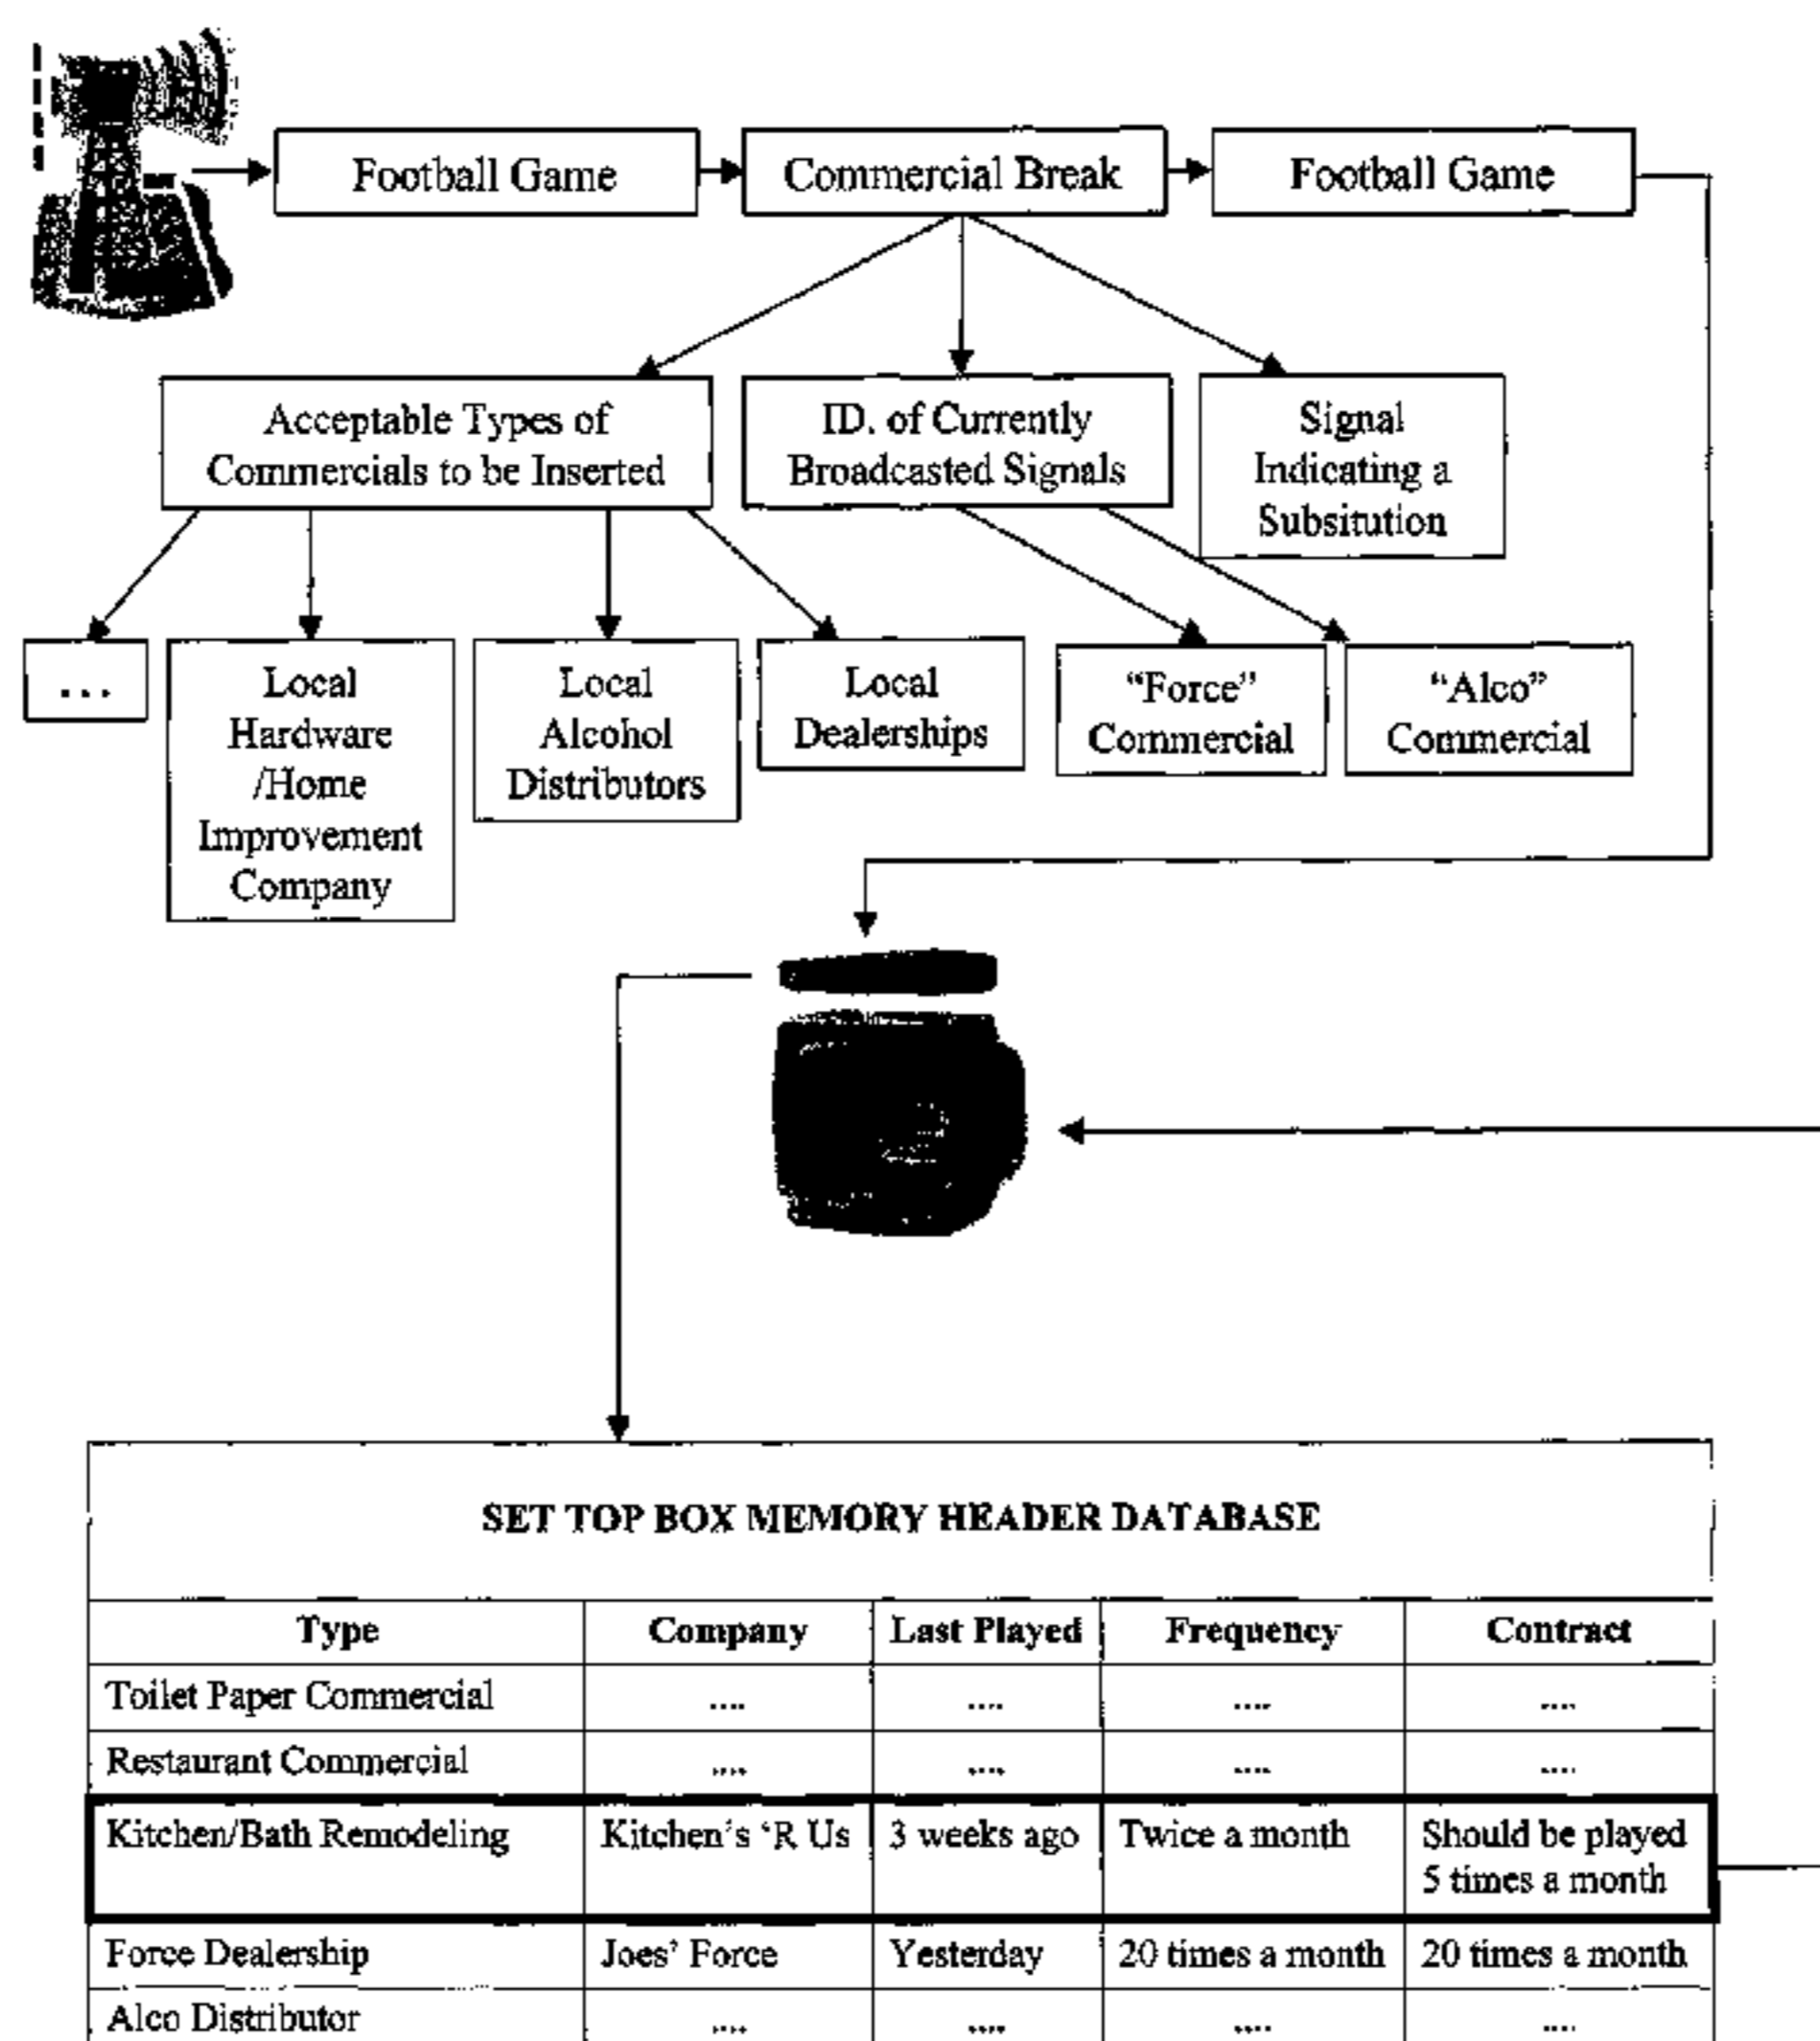 Football Game
Commercial Break
Football Game
Acceptable Types of
Commercials to be Inserted
ID. of Currently
Broadcasted Signals
Signal
Indicating a
Subsitution
...
Local
Hardware
/Home
Improvement
Company
Local
Alcohol
Distributors
Local
Dealerships
“Force”
Commercial
“Alco”
Commercial
SET TOP BOX MEMORY HEADER DATABASE
Type Company Last Played Frequency Contract
Toilet Paper Commercial .... .... .... ....
Restaurant Commercial .... .... .... ....
Kitchen/Bath Remodeling Kitchen’s ‘R Us 3 weeks ago Twice a month Should be played
5 times a month
Force Dealership Joes’ Force Yesterday 20 times a month 20 times a month
Alco Distributor .... .... .... ....